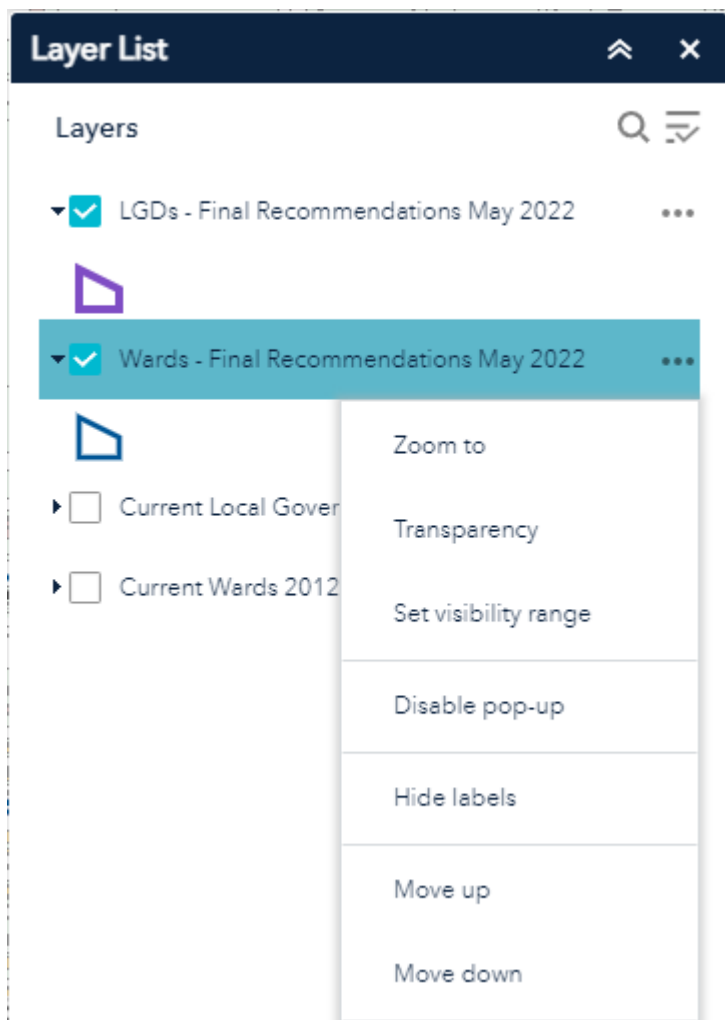 Layer List
Layers
LGDs - Final Recommendations May 2022
Wards - Final Recommendations May 2022
Zoom to
Current Local Gover
Transparency
Current Wards 2012
Set visibility range
Disable pop-up
Hide labels
Move up
Move down